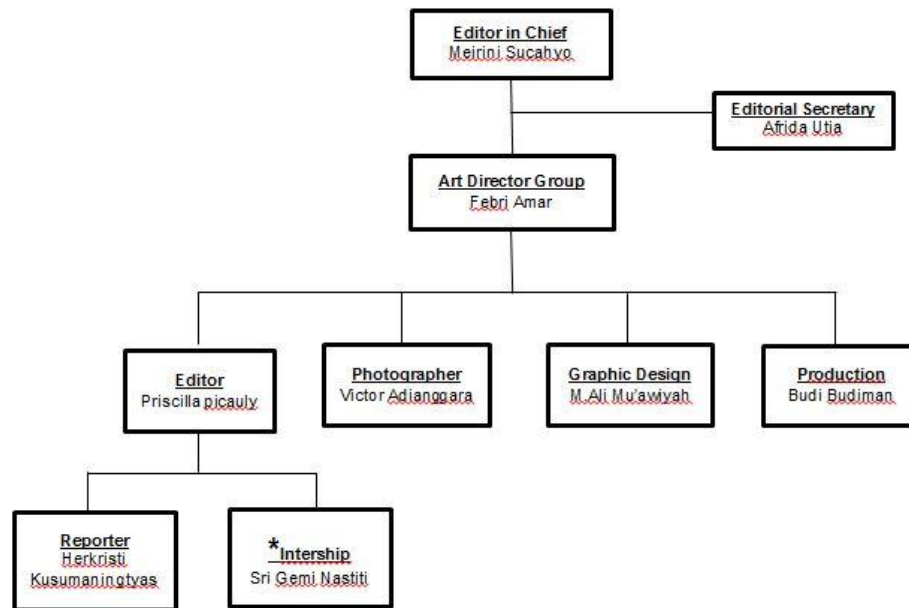 Editor in Chief
Meirini Sucahyo
Editorial Secretary
Afrida Utia
Art Director Group
Febri Amar
Editor
Priscilla picauly
Photographer
Victor Adianggara
Graphic Design
M.Ali Mu'awiyah
Production
Budi Budiman
Reporter
Herkristi
Kusumaningtyas
*Intership
Sri Gemi Nastiti